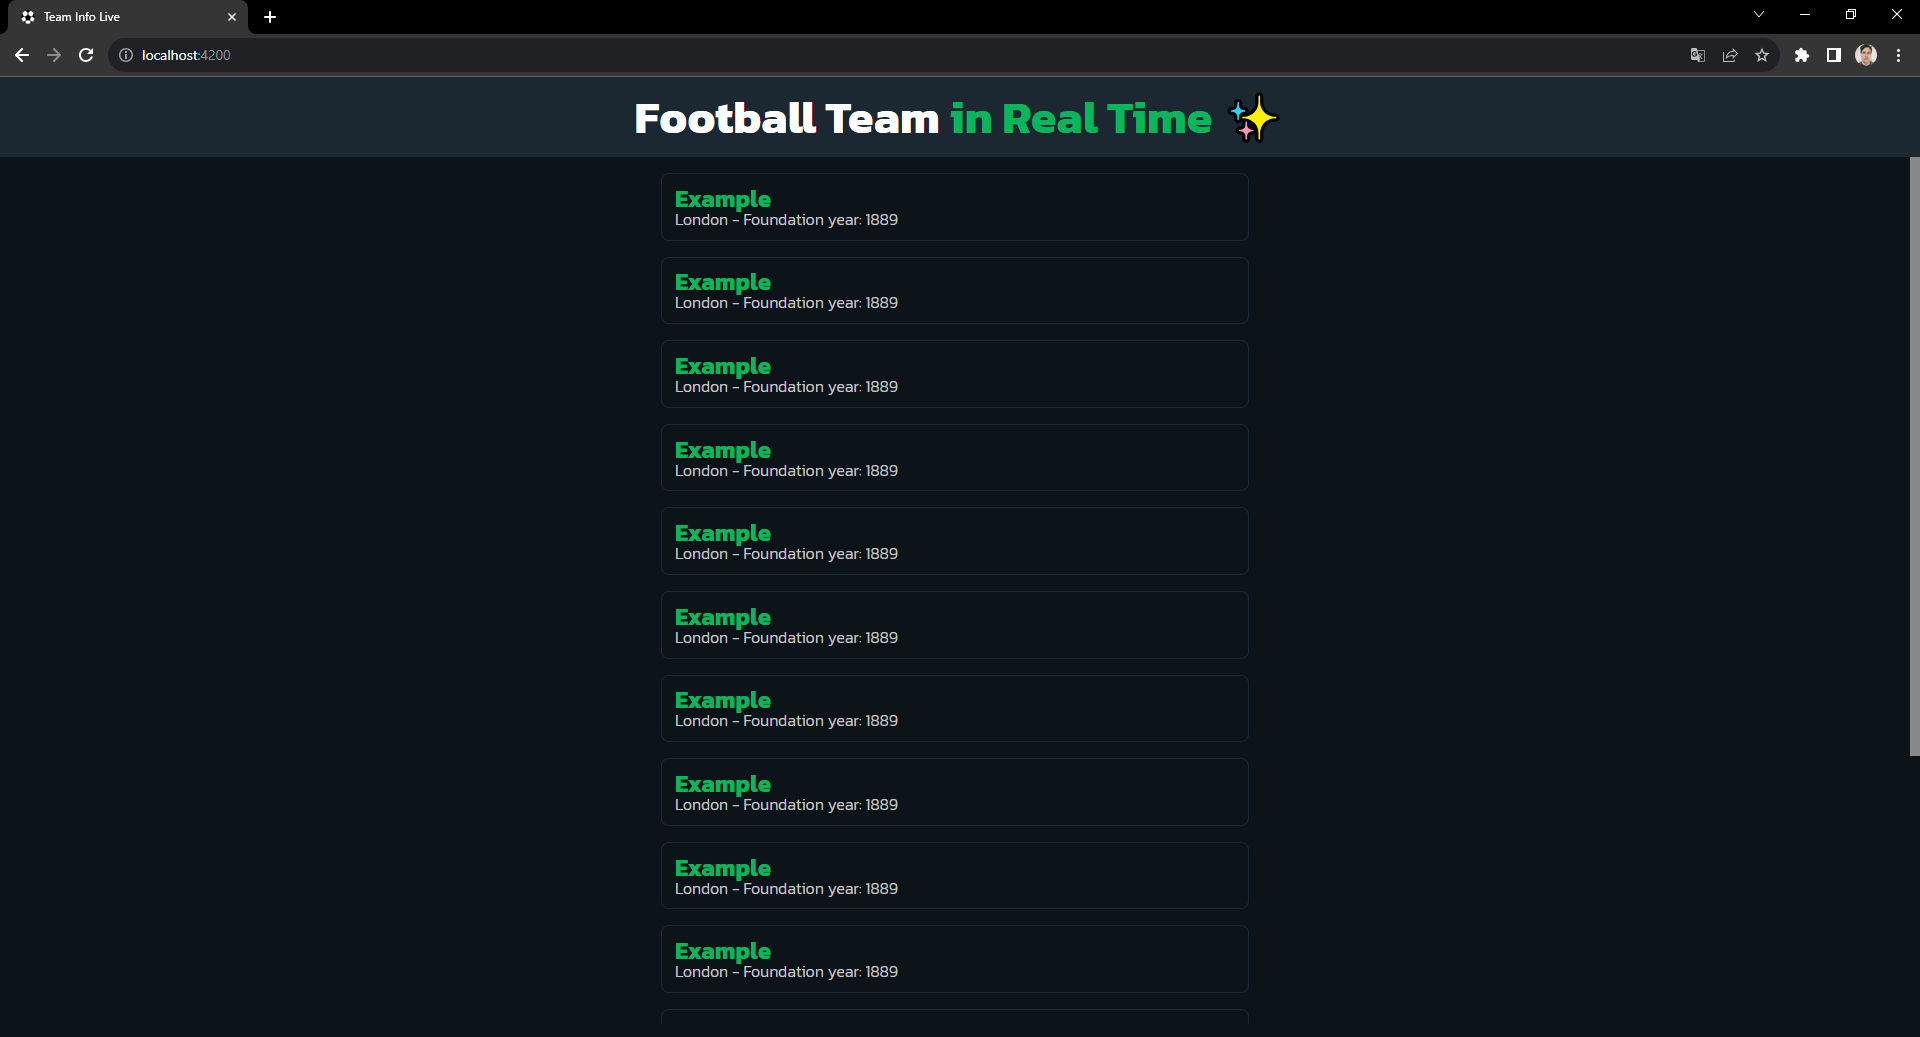 Team Info Live
localhost:4200
Football Team in Real Time ✨
Example
London - Foundation year: 1889
Example
London - Foundation year: 1889
Example
London - Foundation year: 1889
Example
London - Foundation year: 1889
Example
London - Foundation year: 1889
Example
London - Foundation year: 1889
Example
London - Foundation year: 1889
Example
London - Foundation year: 1889
Example
London - Foundation year: 1889
Example
London - Foundation year: 1889